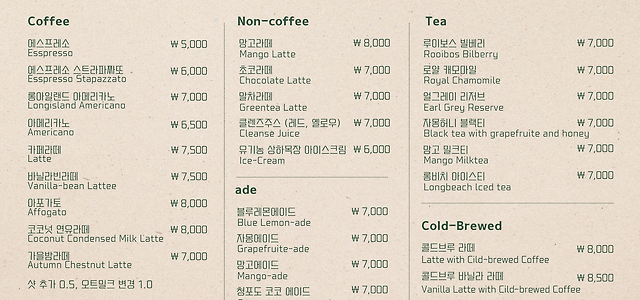 Coffee
에스프레소 ₩ 5,000
Esspresso
에스프레소 스트라파짜또 ₩ 6,000
Esspresso Stapazzato
롱아일랜드 아메리카노 ₩ 7,000
Longisland Americano
아메리카노 ₩ 6,500
Americano
카페라떼 ₩ 7,500
Latte
바닐라빈라떼 ₩ 7,500
Vanilla-bean Lattee
아포가토 ₩ 8,000
Affogato
코코넛 연유라떼 ₩ 8,000
Coconut Condensed Milk Latte
가을밤라떼 ₩ 7,000
Autumn Chestnut Latte
샷 추가 0.5, 오트밀크 변경 1.0
Non-coffee
망고라떼 ₩ 8,000
Mango Latte
초코라떼 ₩ 7,000
Chocolate Latte
말차라떼 ₩ 7,000
Greentea Latte
클렌즈주스 (레드, 옐로우) ₩ 7,000
Cleanse Juice
유기농 상하목장 아이스크림 ₩ 6,000
Ice-Cream
ade
블루레몬에이드 ₩ 7,000
Blue Lemon-ade
자몽에이드 ₩ 7,000
Grapefruite-ade
망고에이드 ₩ 7,000
Mango-ade
청포도 코코 에이드 ₩ 7,000
Tea
루이보스 빌베리 ₩ 7,000
Rooibos Bilberry
로얄 캐모마일 ₩ 7,000
Royal Chamomile
얼그레이 리저브 ₩ 7,000
Earl Grey Reserve
자몽허니 블랙티 ₩ 7,000
Black tea with grapefruite and honey
망고 밀크티 ₩ 7,000
Mango Milktea
롱비치 아이스티 ₩ 7,000
Longbeach Iced tea
Cold-Brewed
콜드브루 라떼 ₩ 8,000
Latte with Cild-brewed Coffee
콜드브루 바닐라 라떼 ₩ 8,500
Vanilla Latte with Cild-brewed Coffee